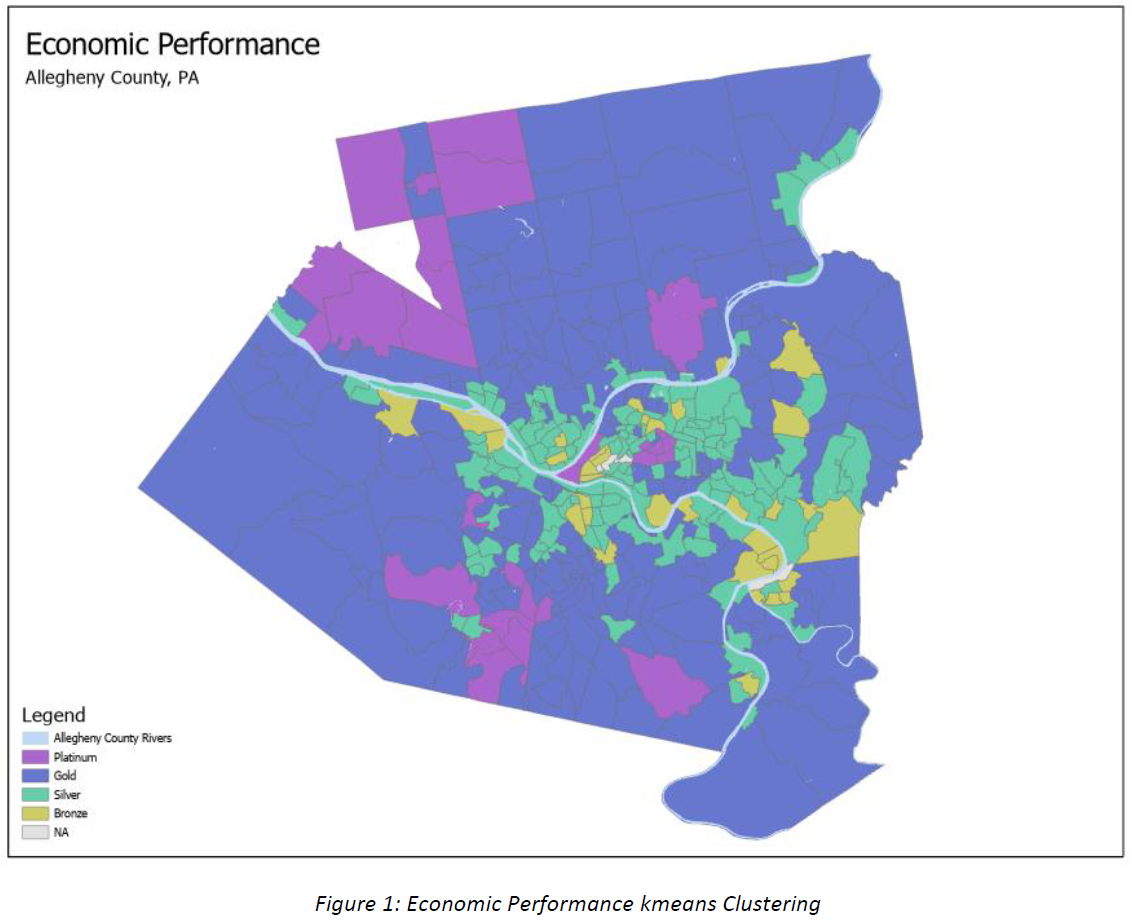 Economic Performance
Allegheny County, PA
Legend
Allegheny County Rivers
Platinum
Gold
Silver
Bronze
NA
Figure 1: Economic Performance kmeans Clustering